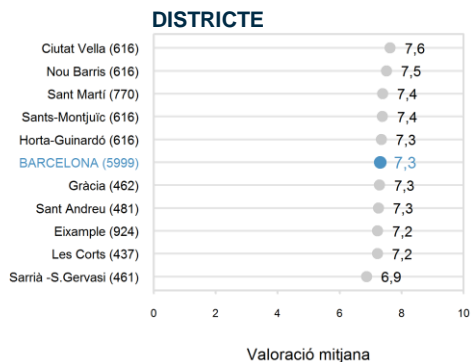 DISTRICTE
Ciutat Vella (616) 7,6
Nou Barris (616) 7,5
Sant Martí (770) 7,4
Sants-Montjuïc (616) 7,4
Horta-Guinardó (616) 7,3
BARCELONA (5999) 7,3
Gràcia (462) 7,3
Sant Andreu (481) 7,3
Eixample (924) 7,2
Les Corts (437) 7,2
Sarrià -S.Gervasi (461) 6,9
0 2 4 6 8 10
Valoració mitjana